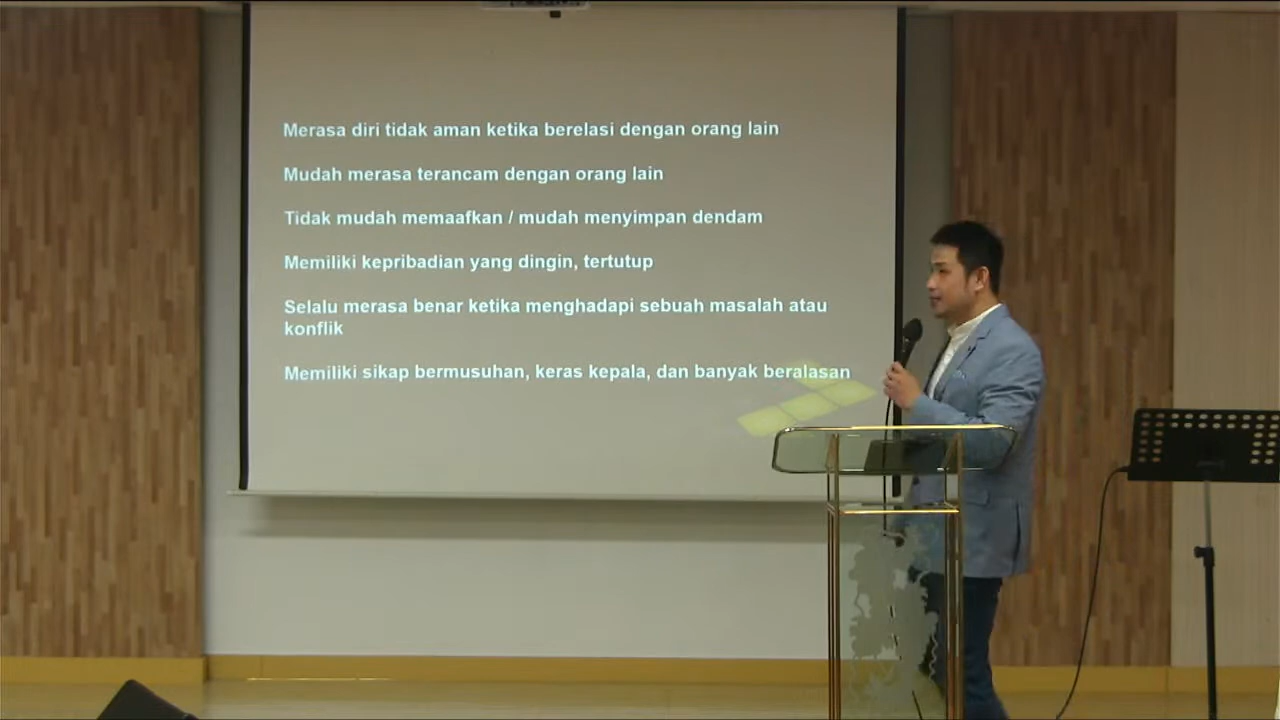 Merasa diri tidak aman ketika berelasi dengan orang lain
Mudah merasa terancam dengan orang lain
Tidak mudah memaafkan / mudah menyimpan dendam
Memiliki kepribadian yang dingin, tertutup
Selalu merasa benar ketika menghadapi sebuah masalah atau
konflik
Memiliki sikap bermusuhan, keras kepala, dan banyak beralasan